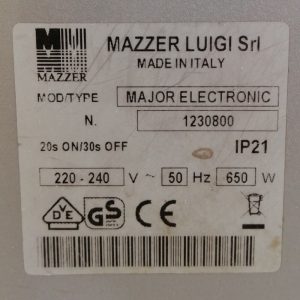 MAZZER LUIGI Srl
MAZZER
MADE IN ITALY
MOD/TYPE MAJOR ELECTRONIC
N. 1230800
20s ON/30s OFF IP21
220 - 240 V ~ 50 Hz 650 W
VDE GS CE